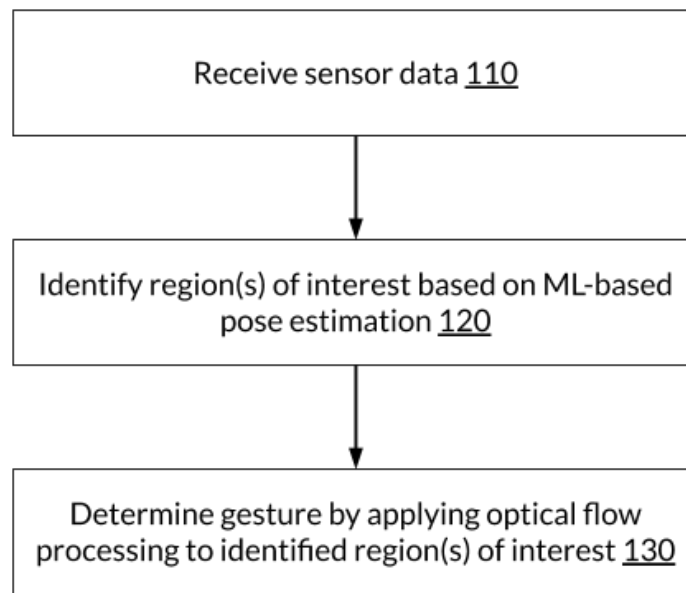 Receive sensor data 110
Identify region(s) of interest based on ML-based
pose estimation 120
Determine gesture by applying optical flow
processing to identified region(s) of interest 130